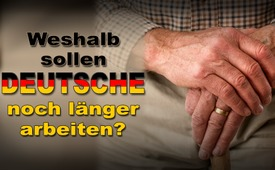 Weshalb
sollen
DEUTSCHE
noch länger
arbeiten?